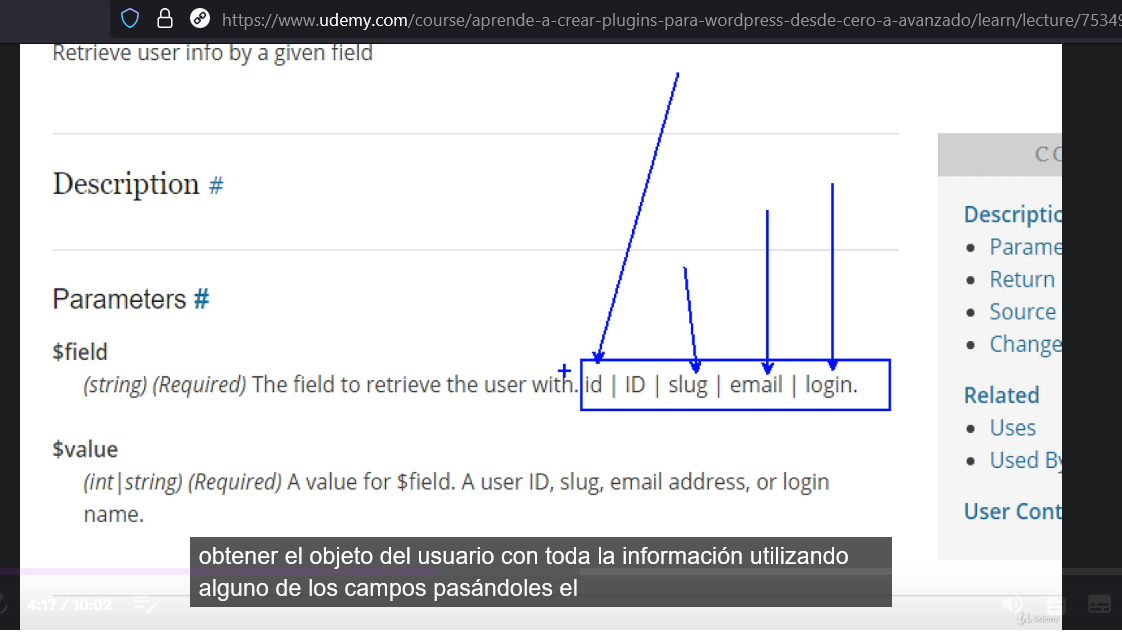 https://www.udemy.com/course/aprende-a-crear-plugins-para-wordpress-desde-cero-a-avanzado/learn/lecture/7534
Retrieve user info by a given field
Description #
Parameters #
$field
(string) (Required) The field to retrieve the user with. id | ID | slug | email | login.
$value
(int|string) (Required) A value for $field. A user ID, slug, email address, or login
name.
CO
Descriptio
Parame
Return
Source
Change
Related
Uses
Used By
User Cont
obtener el objeto del usuario con toda la información utilizando
alguno de los campos pasándoles el
4:17 / 10:02
udemy